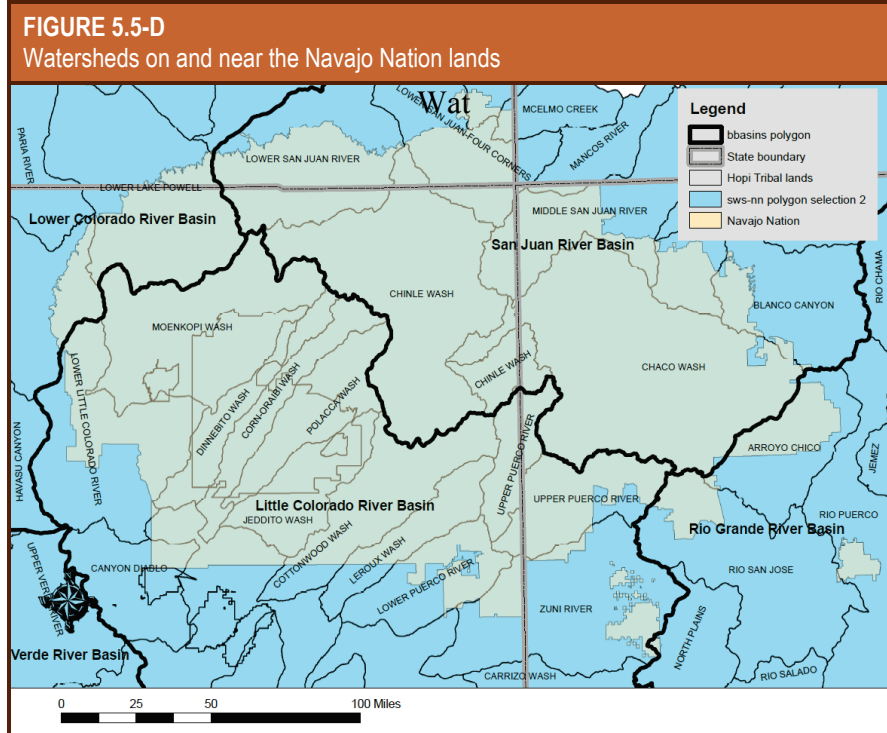 FIGURE 5.5-D
Watersheds on and near the Navajo Nation lands
Wat
LOWER SAN JUAN-FOUR CORNERS
MCELMO CREEK
MANCOS RIVER
PARIA RIVER
LOWER SAN JUAN RIVER
LOWER LAKE POWELL
Lower Colorado River Basin
MIDDLE SAN JUAN RIVER
San Juan River Basin
Legend
bbasins polygon
State boundary
Hopi Tribal lands
sws-nn polygon selection 2
Navajo Nation
RIO CHAMA
CHINLE WASH
BLANCO CANYON
MOENKOPI WASH
LOWER LITTLE COLORADO RIVER
DINNEBITO WASH
CORN-ORAIBI WASH
POLACCA WASH
CHINLE WASH
CHACO WASH
HAVASU CANYON
ARROYO CHICO
JEMEZ
UPPER PUERCO RIVER
UPPER PUERCO RIVER
Little Colorado River Basin
JEDDITO WASH
RIO PUERCO
Rio Grande River Basin
COTTONWOOD WASH
LEROUX WASH
LOWER PUERCO RIVER
CANYON DIABLO
UPPER VERDE RIVER
RIO SAN JOSE
ZUNI RIVER
NORTH PLAINS
Verde River Basin
CARRIZO WASH
RIO SALADO
0 25 50 100 Miles